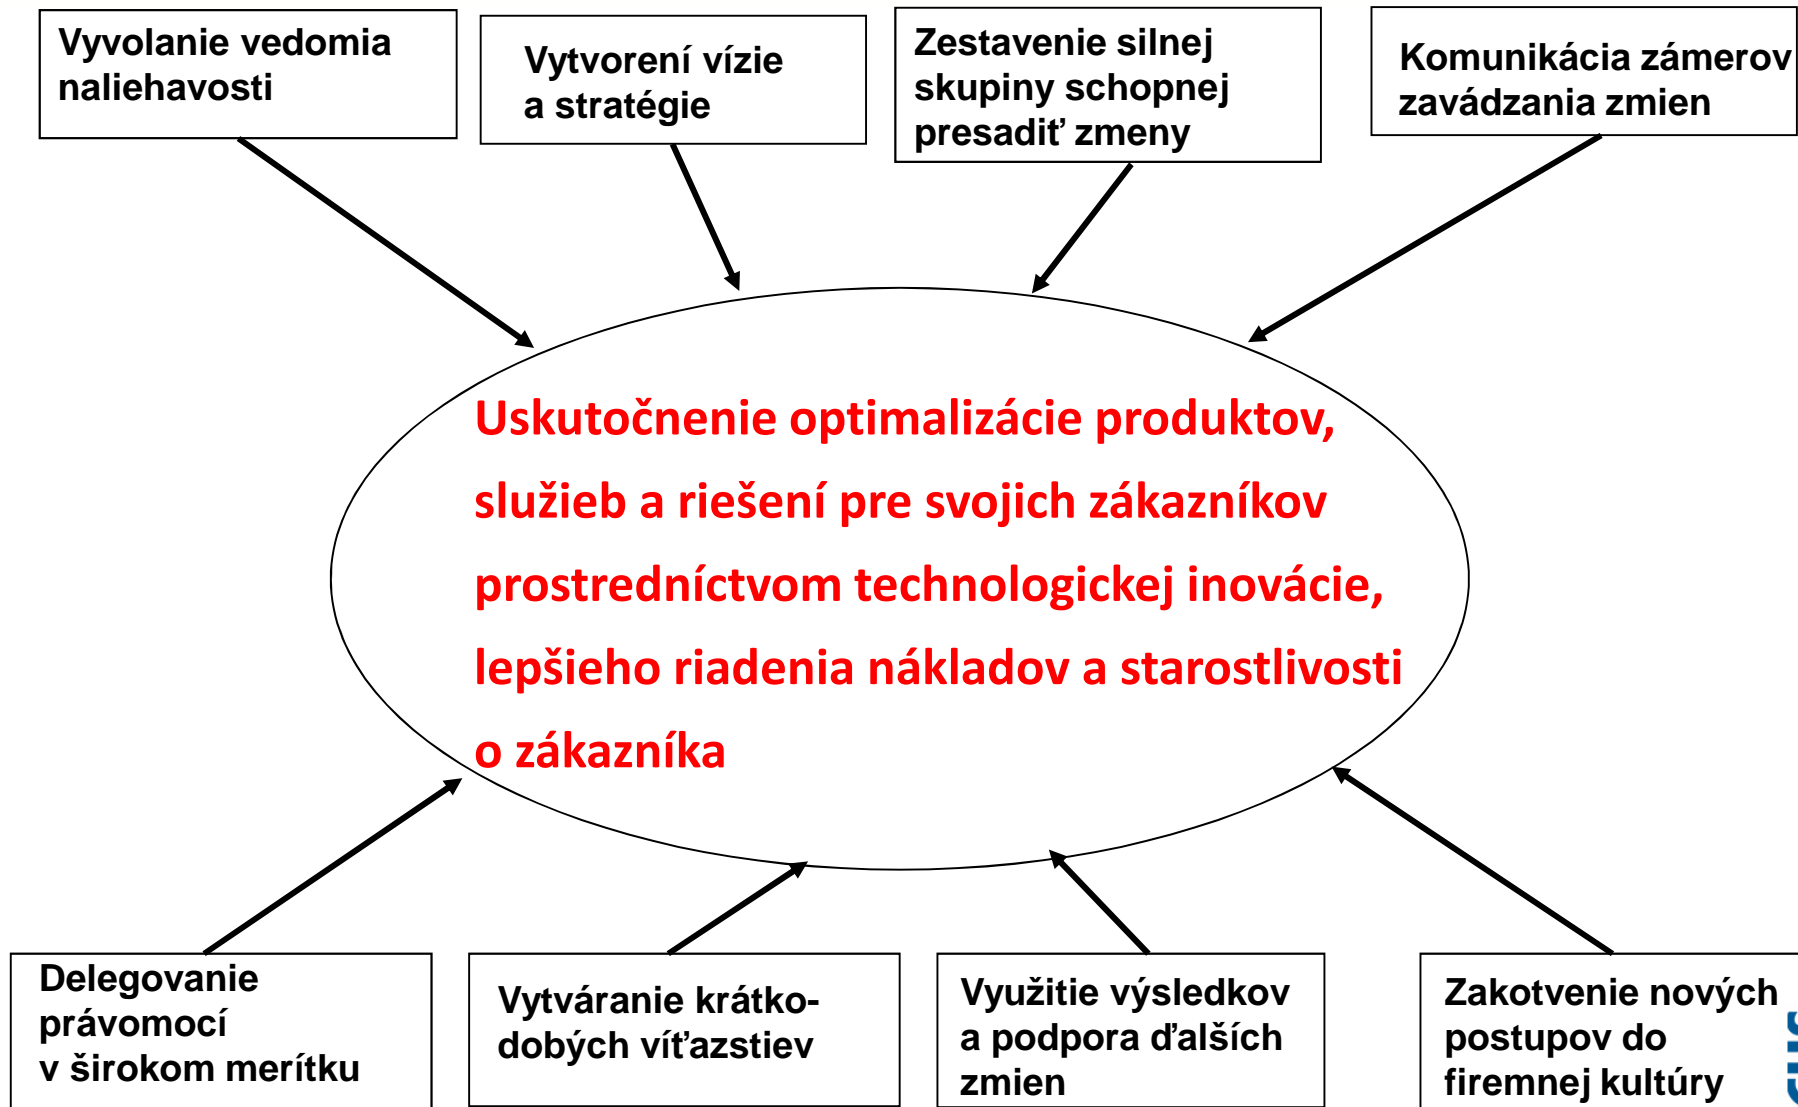 Vyvolanie vedomia
naliehavosti
Vytvorení vízie
a stratégie
Zestavenie silnej
skupiny schopnej
presadiť zmeny
Komunikácia zámerov
zavádzania zmien
Uskutočnenie optimalizácie produktov,
služieb a riešení pre svojich zákazníkov
prostredníctvom technologickej inovácie,
lepšieho riadenia nákladov a starostlivosti
o zákazníka
Delegovanie
právomocí
v širokom merítku
Vytváranie krátko-
dobých víťazstiev
Využitie výsledkov
a podpora ďalších
zmien
Zakotvenie nových
postupov do
firemnej kultúry